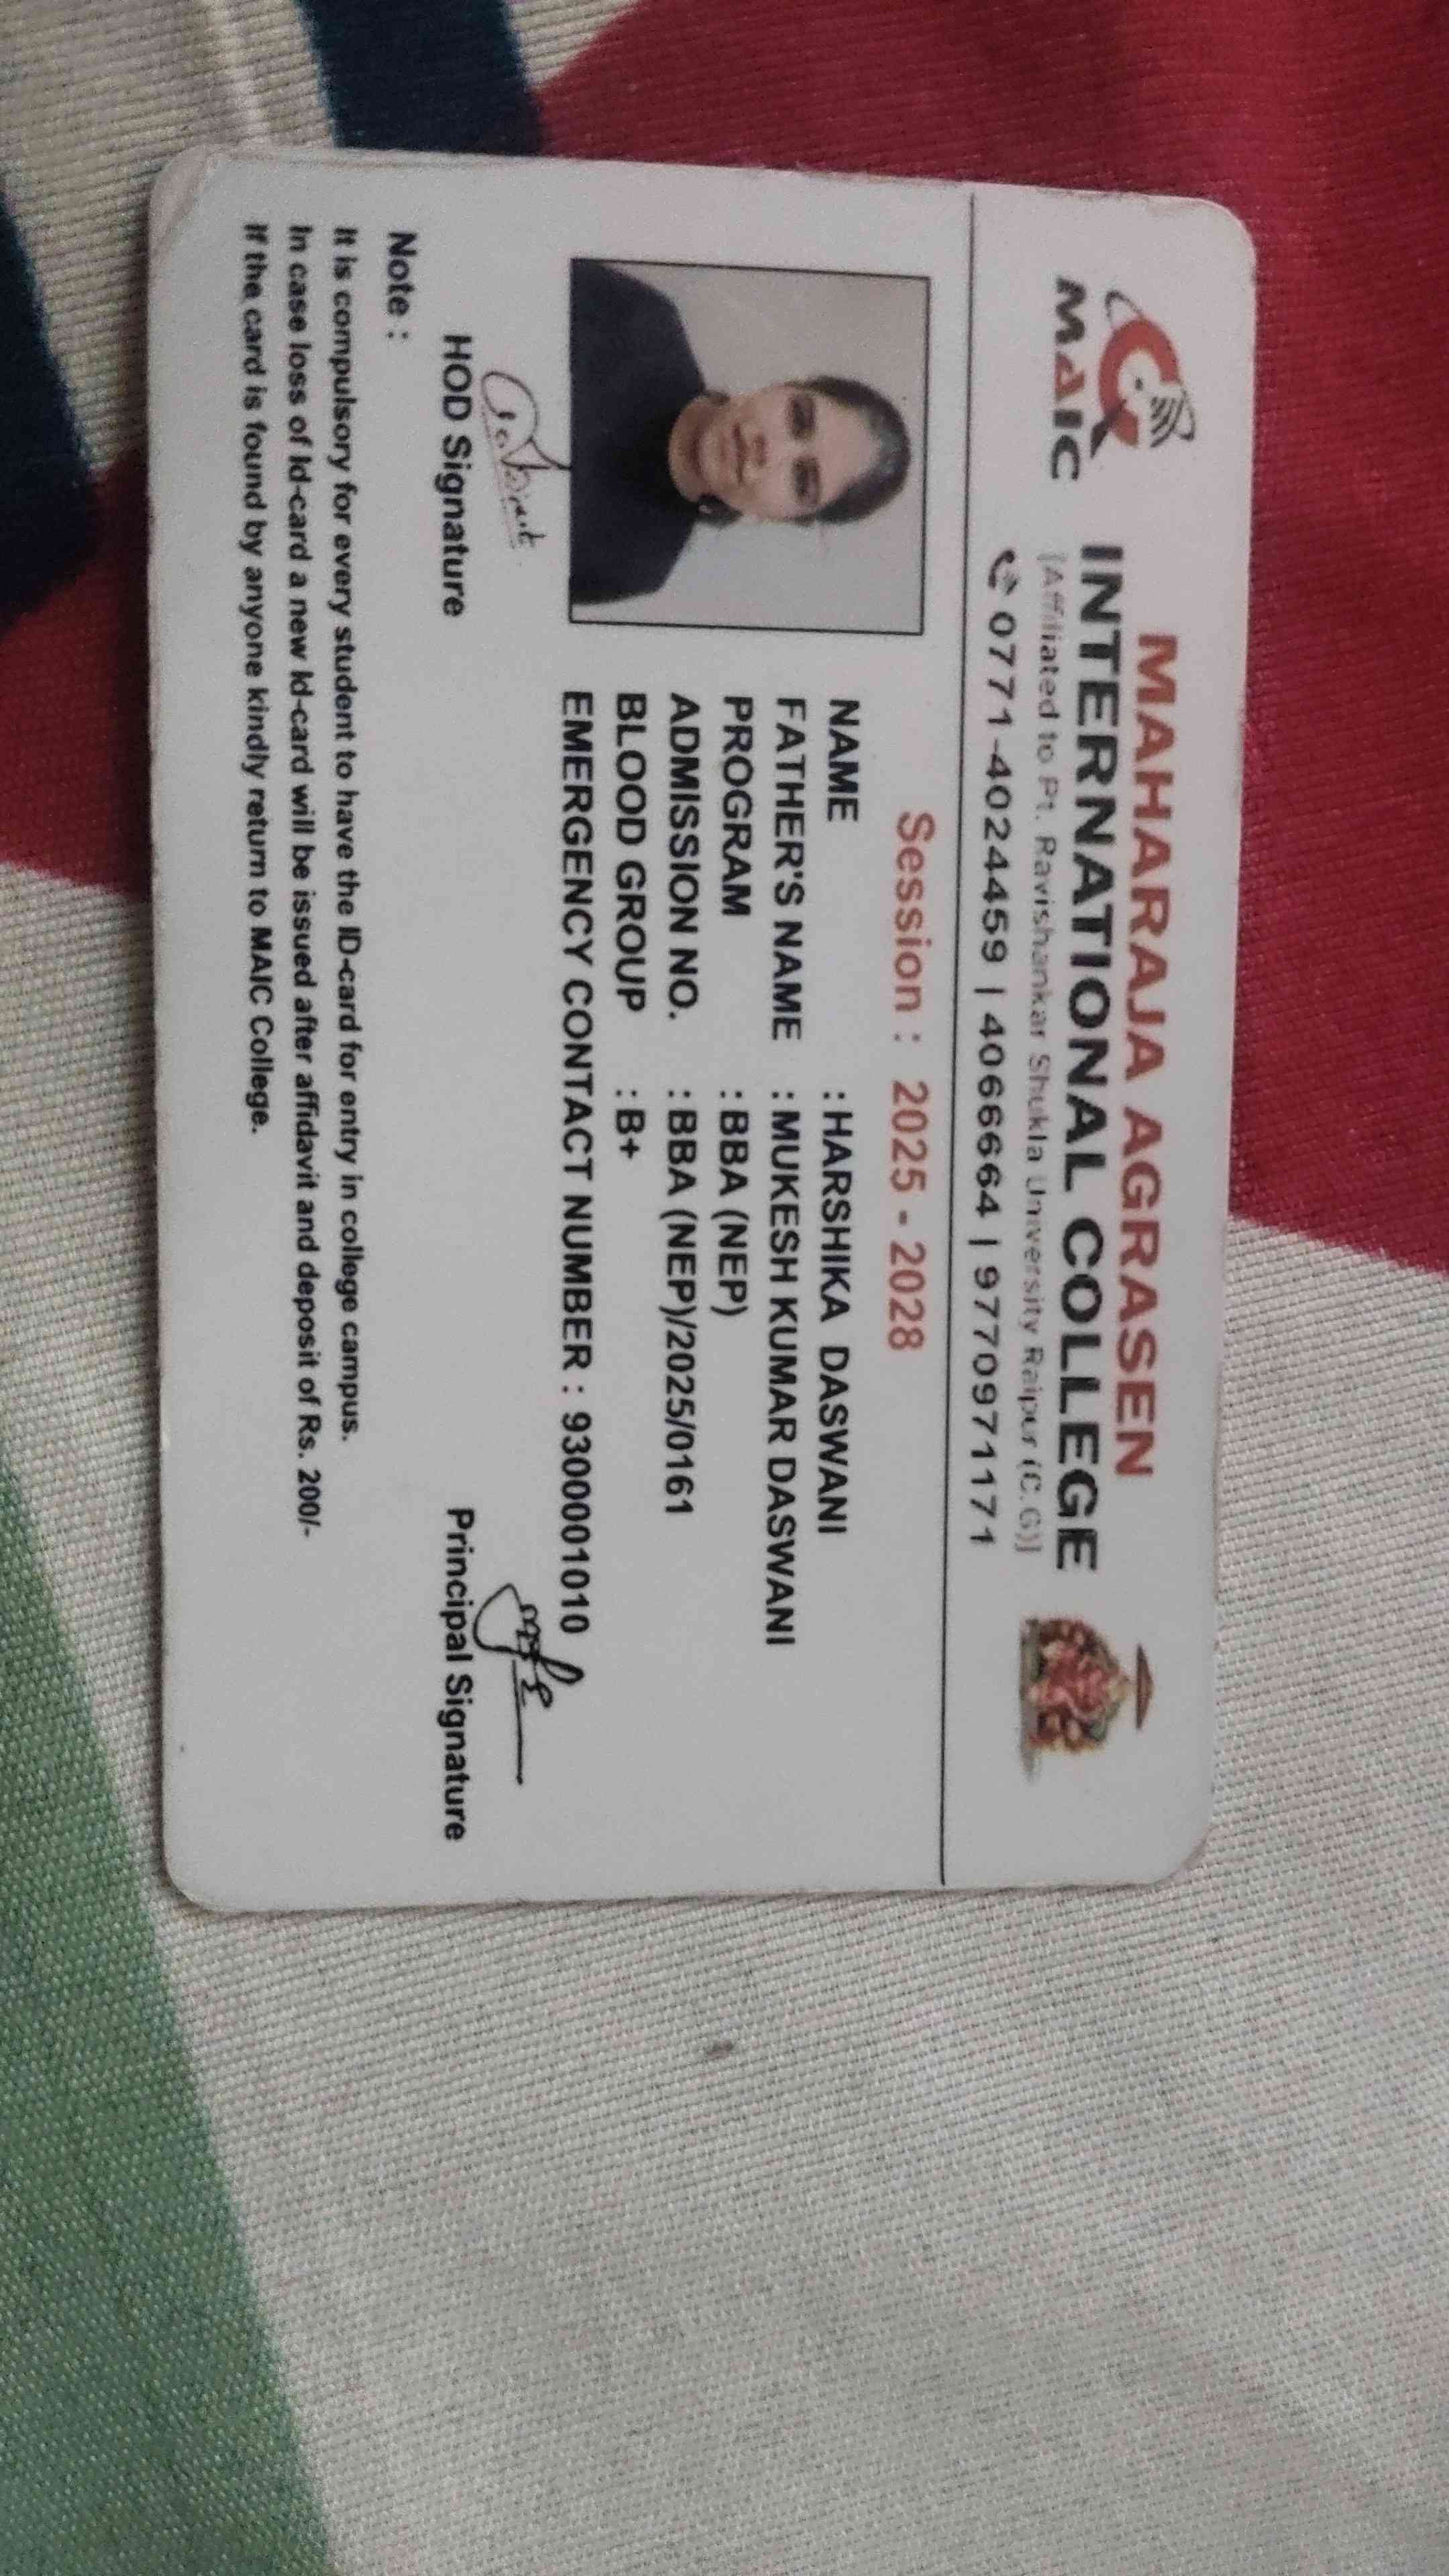 MAIC
MAHARAJA AGRASEN
INTERNATIONAL COLLEGE
[Affiliated to Pt. Ravishankar Shukla University Raipur (C.G)]
0771-4024459 | 4066664 | 9770971171
Session : 2025 - 2028
NAME : HARSHIKA DASWANI
FATHER'S NAME : MUKESH KUMAR DASWANI
PROGRAM : BBA (NEP)
ADMISSION NO. : BBA (NEP)/2025/0161
BLOOD GROUP : B+
EMERGENCY CONTACT NUMBER : 9300001010
HOD Signature
Principal Signature
Note :
It is compulsory for every student to have the ID-card for entry in college campus.
In case loss of Id-card a new Id-card will be issued after affidavit and deposit of Rs. 200/-
If the card is found by anyone kindly return to MAIC College.